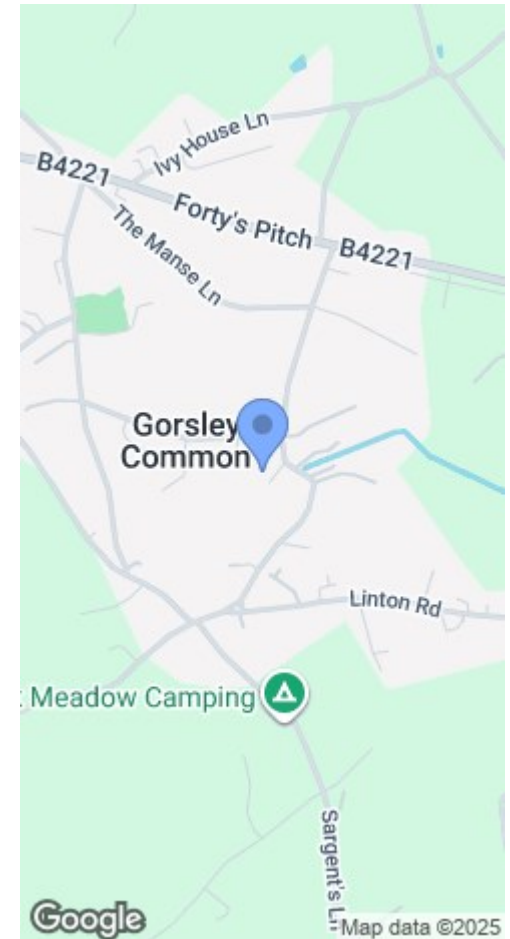 Ivy House Ln
B4221
Forty's Pitch
B4221
The Manse Ln
Gorsley
Common
Linton Rd
Meadow Camping
Sargent's
Google
Map data ©2025